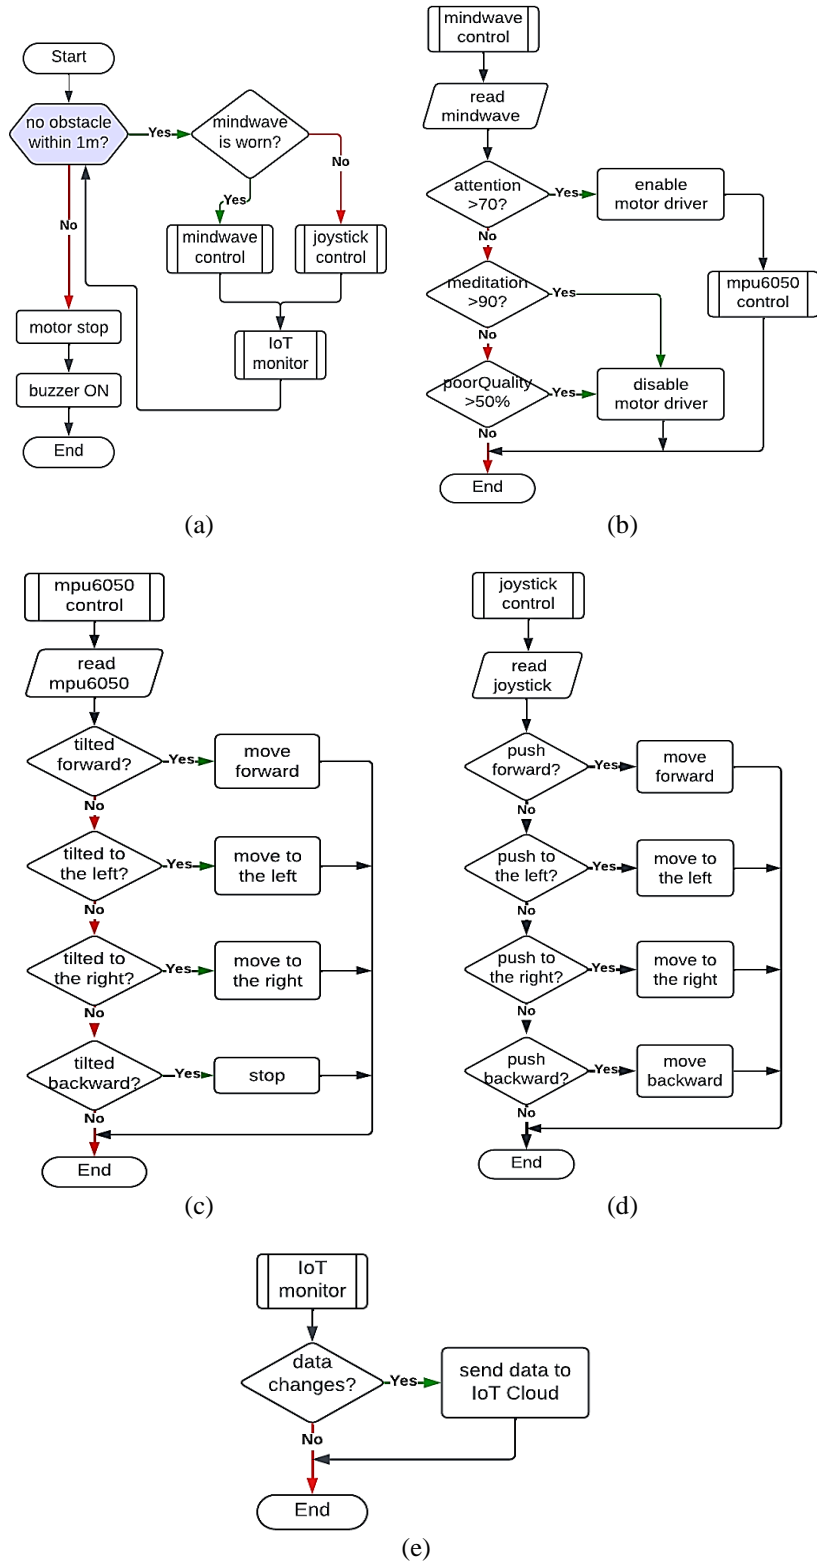 Start
no obstacle
within 1m?
Yes
mindwave
is worn?
No
Yes
No
mindwave
control
joystick
control
motor stop
IoT
monitor
buzzer ON
End
(a)
mindwave
control
read
mindwave
attention
>70?
Yes
enable
motor driver
No
meditation
>90?
Yes
mpu6050
control
No
poorQuality
>50%
Yes
disable
motor driver
No
End
(b)
mpu6050
control
read
mpu6050
tilted
forward?
Yes
move
forward
No
tilted to
the left?
Yes
move to
the left
No
tilted to
the right?
Yes
move to
the right
No
tilted
backward?
Yes
stop
No
End
(c)
joystick
control
read
joystick
push
forward?
Yes
move
forward
No
push to
the left?
Yes
move to
the left
No
push to
the right?
Yes
move to
the right
No
push
backward?
Yes
move
backward
No
End
(d)
IoT
monitor
data
changes?
Yes
send data to
IoT Cloud
No
End
(e)